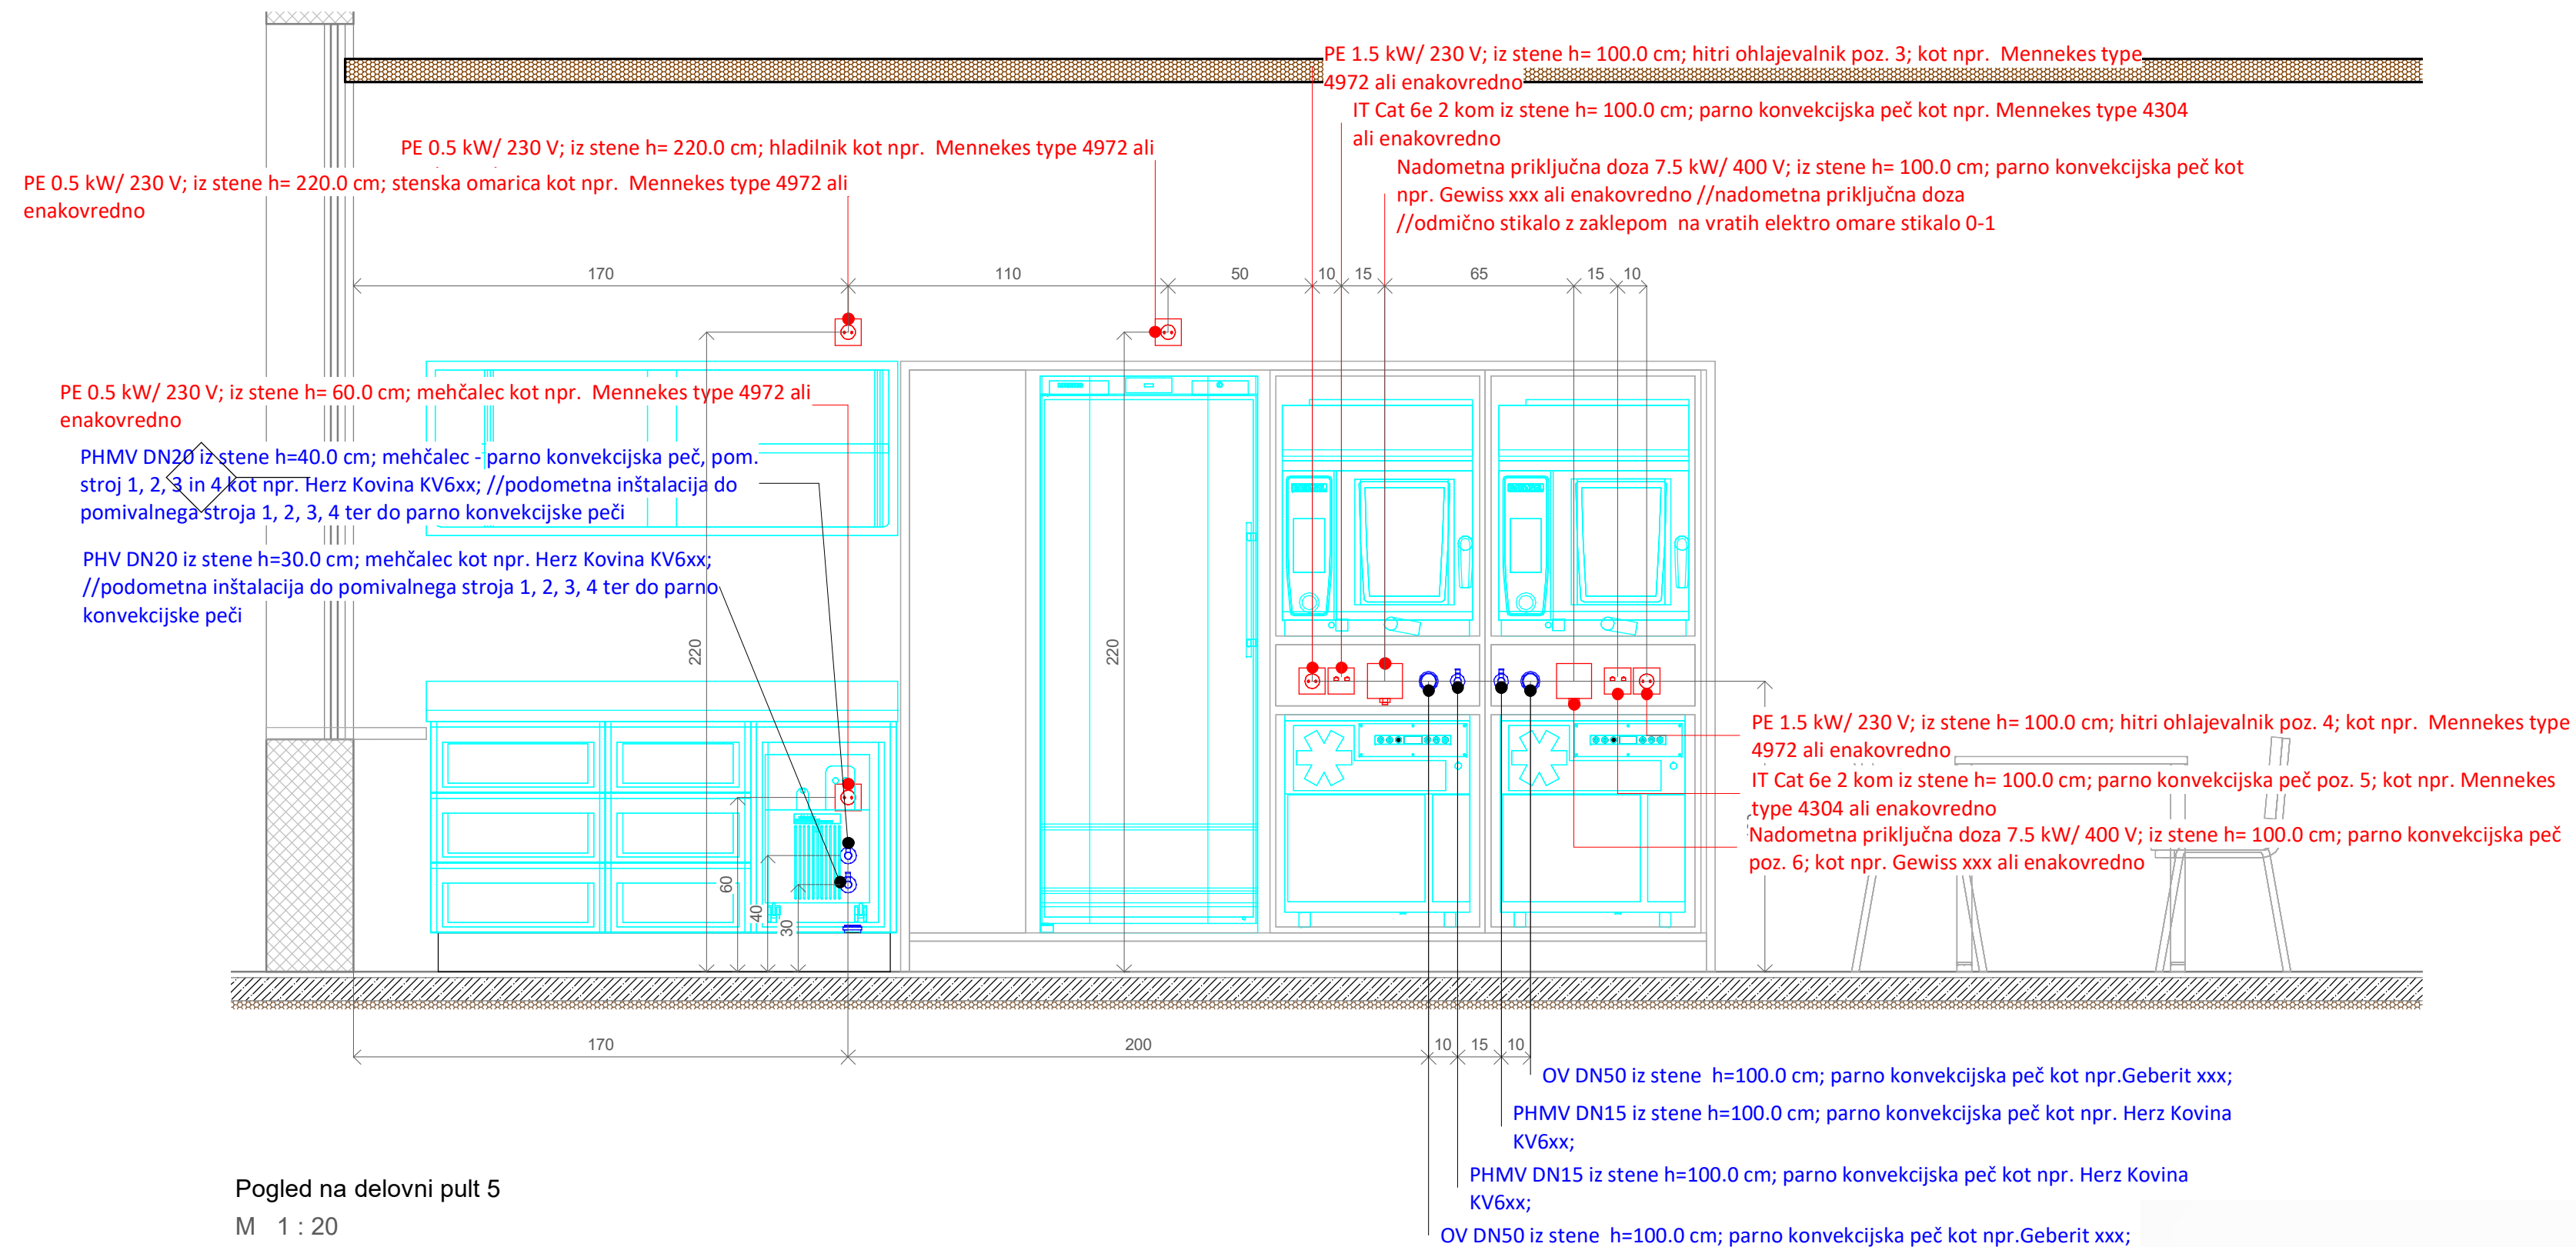 PE 1.5 kW/ 230 V; iz stene h= 100.0 cm; hitri ohlajevalnik poz. 3; kot npr.  Mennekes type
4972 ali enakovredno
IT Cat 6e 2 kom iz stene h= 100.0 cm; parno konvekcijska peč kot npr. Mennekes type 4304
ali enakovredno
PE 0.5 kW/ 230 V; iz stene h= 220.0 cm; hladilnik kot npr.  Mennekes type 4972 ali
Nadometna priključna doza 7.5 kW/ 400 V; iz stene h= 100.0 cm; parno konvekcijska peč kot
npr. Gewiss xxx ali enakovredno //nadometna priključna doza
//odmično stikalo z zaklepom  na vratih elektro omare stikalo 0-1
PE 0.5 kW/ 230 V; iz stene h= 220.0 cm; stenska omarica kot npr.  Mennekes type 4972 ali
enakovredno
170
110
50
10
15
65
15
10
PE 0.5 kW/ 230 V; iz stene h= 60.0 cm; mehčalec kot npr.  Mennekes type 4972 ali
enakovredno
PHMV DN20 iz stene h=40.0 cm; mehčalec - parno konvekcijska peč, pom.
stroj 1, 2, 3 in 4 kot npr. Herz Kovina KV6xx; //podometna inštalacija do
pomivalnega stroja 1, 2, 3, 4 ter do parno konvekcijske peči
PHV DN20 iz stene h=30.0 cm; mehčalec kot npr. Herz Kovina KV6xx;
//podometna inštalacija do pomivalnega stroja 1, 2, 3, 4 ter do parno
konvekcijske peči
220
220
60
40
30
PE 1.5 kW/ 230 V; iz stene h= 100.0 cm; hitri ohlajevalnik poz. 4; kot npr.  Mennekes type
4972 ali enakovredno
IT Cat 6e 2 kom iz stene h= 100.0 cm; parno konvekcijska peč poz. 5; kot npr. Mennekes
type 4304 ali enakovredno
Nadometna priključna doza 7.5 kW/ 400 V; iz stene h= 100.0 cm; parno konvekcijska peč
poz. 6; kot npr. Gewiss xxx ali enakovredno
170
200
10
15
10
OV DN50 iz stene  h=100.0 cm; parno konvekcijska peč kot npr.Geberit xxx;
PHMV DN15 iz stene h=100.0 cm; parno konvekcijska peč kot npr. Herz Kovina
KV6xx;
PHMV DN15 iz stene h=100.0 cm; parno konvekcijska peč kot npr. Herz Kovina
KV6xx;
OV DN50 iz stene  h=100.0 cm; parno konvekcijska peč kot npr.Geberit xxx;
Pogled na delovni pult 5
M   1 : 20